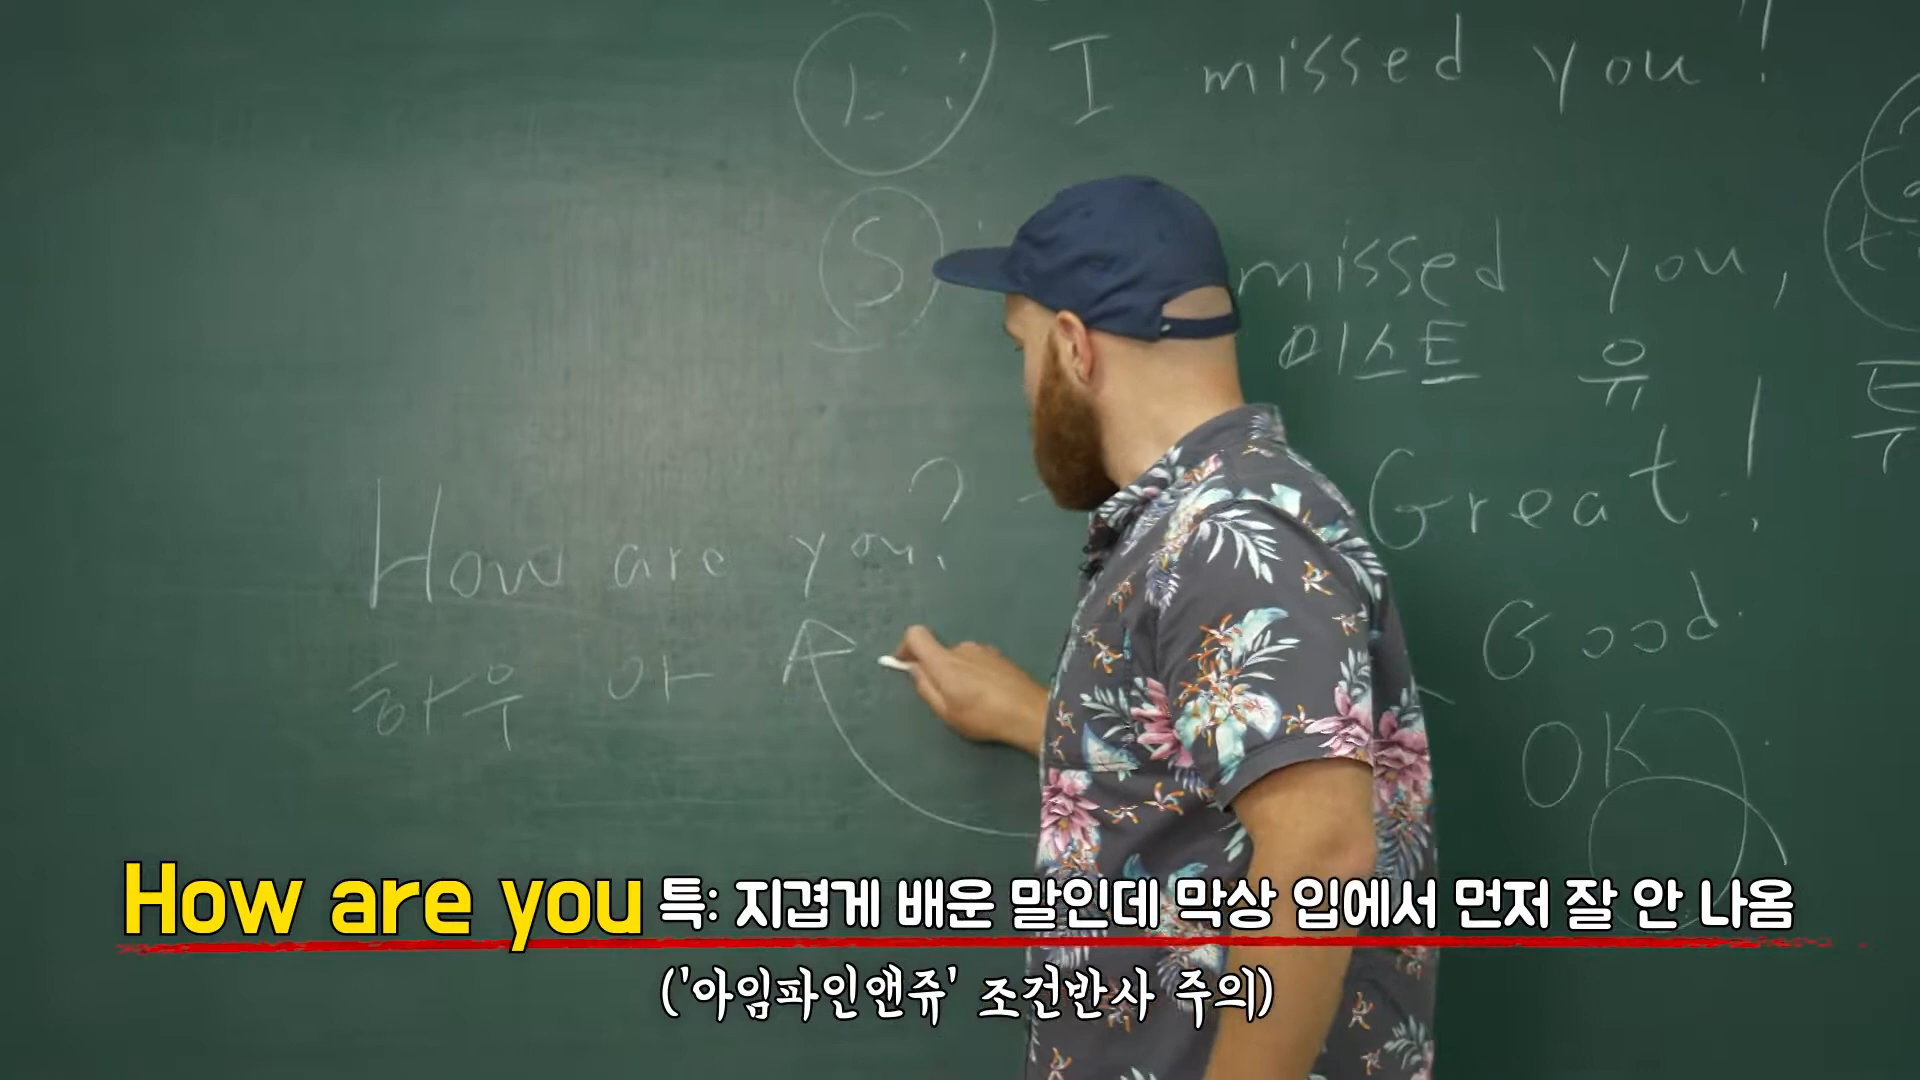 I missed you!
S
missed you,
미스트 유
How are you?
Great!
하우 아
Good.
OK
How are you 특: 지겹게 배운 말인데 막상 입에서 먼저 잘 안 나옴
('아임파인앤쥬' 조건반사 주의)